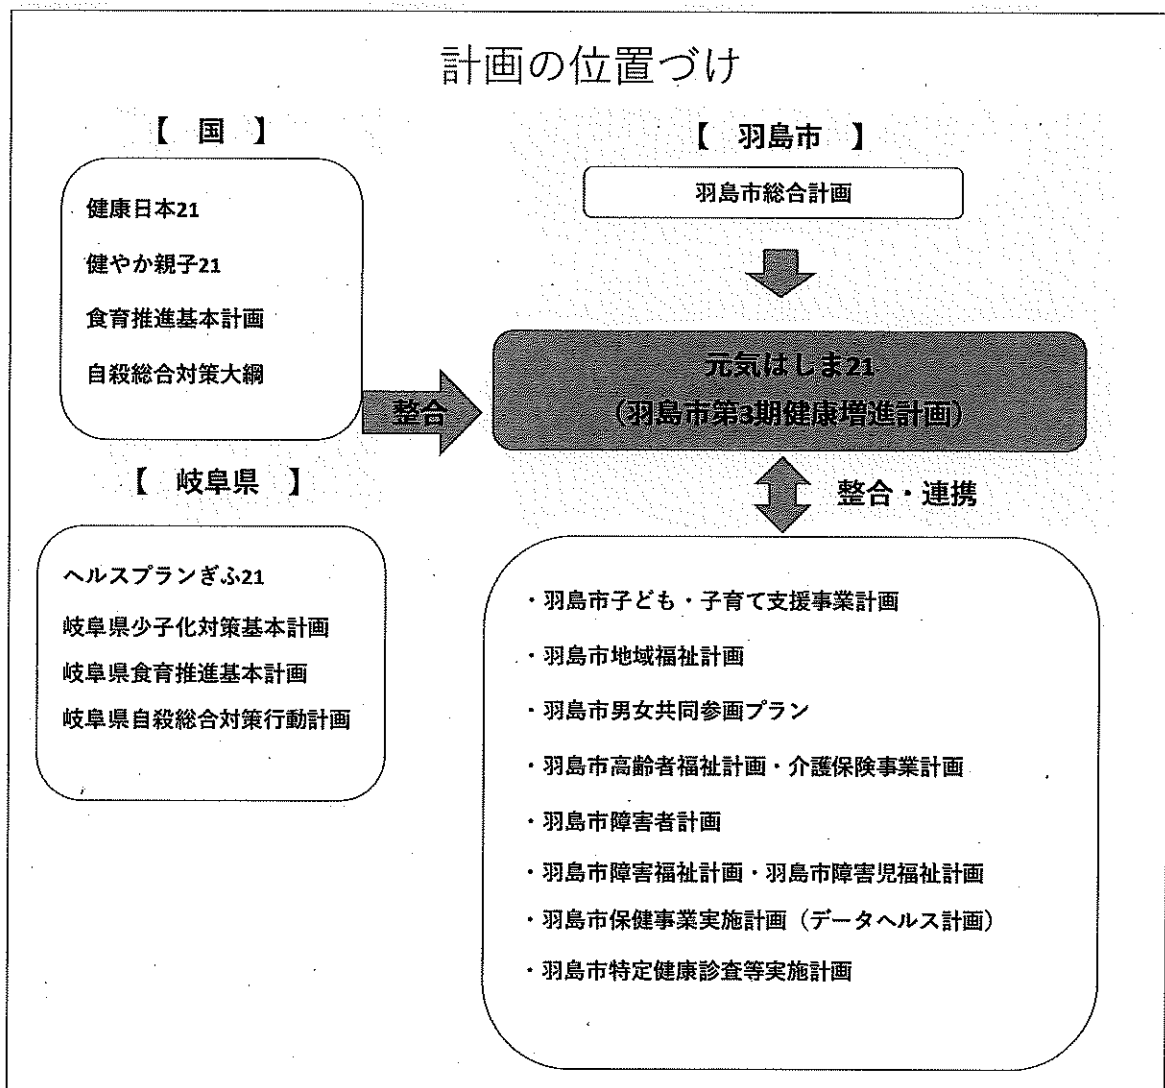 計画の位置づけ
【 国 】
健康日本21
健やか親子21
食育推進基本計画
自殺総合対策大綱
【 岐阜県 】
ヘルスプランぎふ21
岐阜県少子化対策基本計画
岐阜県食育推進基本計画
岐阜県自殺総合対策行動計画
整合
【 羽島市 】
羽島市総合計画
元気はしま21
(羽島市第3期健康増進計画)
整合・連携
・羽島市子ども・子育て支援事業計画
・羽島市地域福祉計画
・羽島市男女共同参画プラン
・羽島市高齢者福祉計画・介護保険事業計画
・羽島市障害者計画
・羽島市障害福祉計画・羽島市障害児福祉計画
・羽島市保健事業実施計画（データヘルス計画）
・羽島市特定健康診査等実施計画